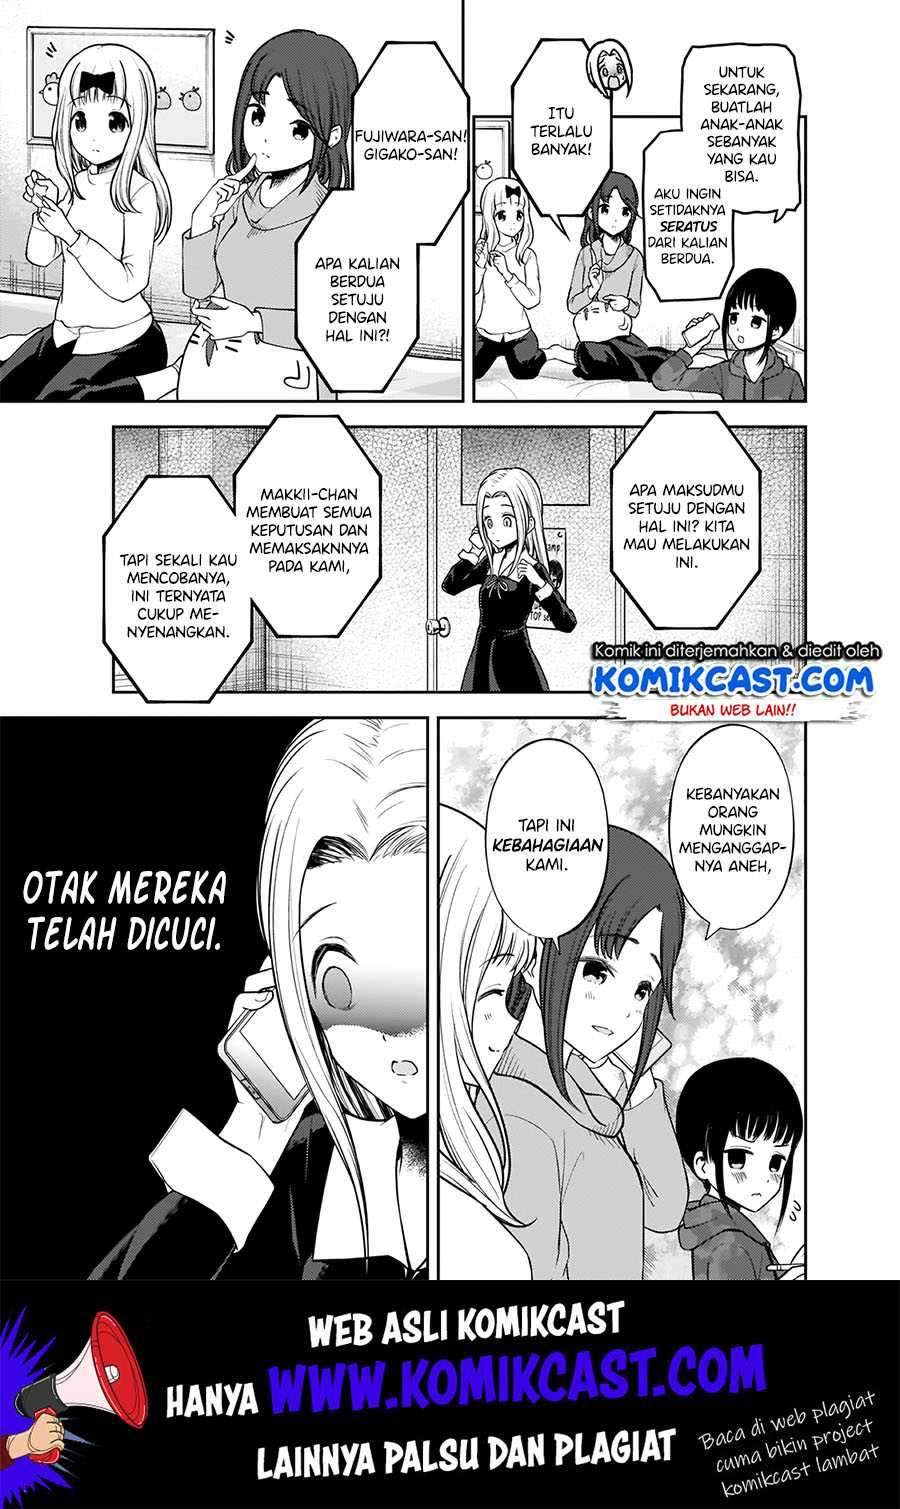 UNTUK
SEKARANG,
BUATLAH
ANAK-ANAK
SEBANYAK
YANG KAU
BISA.
AKU INGIN
SETIDAKNYA
SERATUS
DARI KALIAN
BERDUA.
ITU
TERLALU
BANYAK!
FUJIWARA-SAN!
GIGAKO-SAN!
APA KALIAN
BERDUA
SETUJU
DENGAN
HAL INI?!
APA MAKSUDMU
SETUJU DENGAN
HAL INI? KITA
MAU MELAKUKAN
INI.
MAKKII-CHAN
MEMBUAT SEMUA
KEPUTUSAN DAN
MEMAKSAKNNYA
PADA KAMI,
TAPI SEKALI KAU
MENCOBANYA,
INI TERNYATA
CUKUP ME-
NYENANGKAN.
Komik ini diterjemahkan & diedit oleh
KOMIKCAST.COM
BUKAN WEB LAIN!!
KEBANYAKAN
ORANG
MUNGKIN
MENGANGGAP-
NYA ANEH,
TAPI INI
KEBAHAGIAAN
KAMI.
OTAK MEREKA
TELAH DICUCI.
WEB ASLI KOMIKCAST
HANYA WWW.KOMIKCAST.COM
LAINNYA PALSU DAN PLAGIAT
Baca di web plagiat
cuma bikin project
komikcast lambat